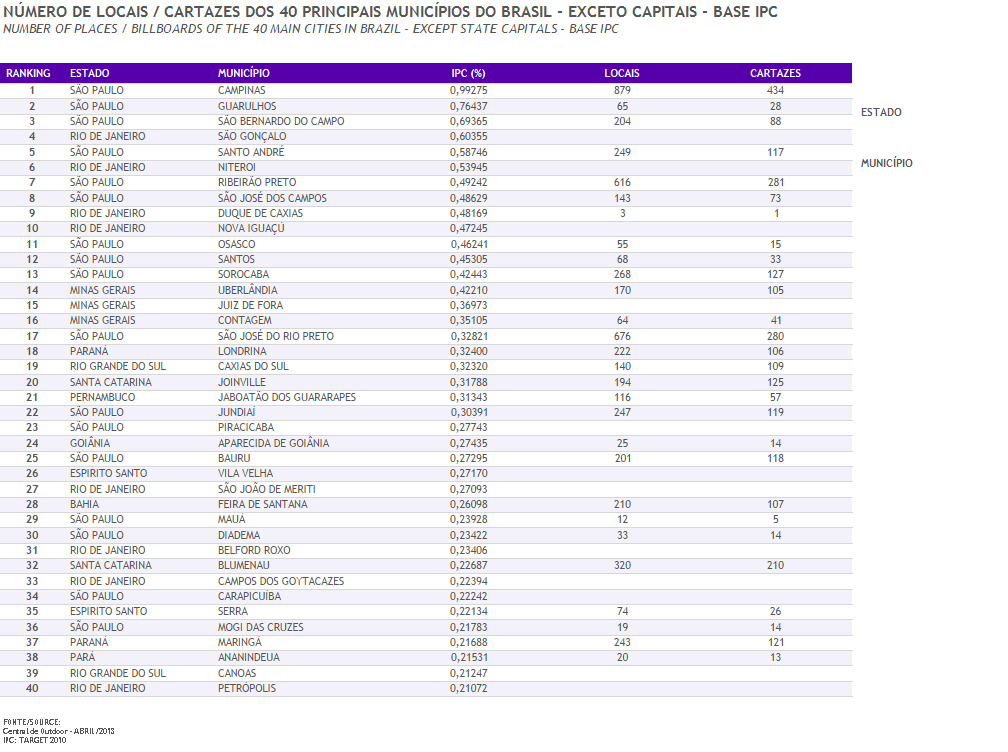 NÚMERO DE LOCAIS / CARTAZES DOS 40 PRINCIPAIS MUNICÍPIOS DO BRASIL - EXCETO CAPITAIS - BASE IPC
NUMBER OF PLACES / BILLBOARDS OF THE 40 MAIN CITIES IN BRAZIL - EXCEPT STATE CAPITALS - BASE IPC
RANKING ESTADO MUNICÍPIO IPC (%) LOCAIS CARTAZES
1 SÃO PAULO CAMPINAS 0,99275 879 434
2 SÃO PAULO GUARULHOS 0,76437 65 28
ESTADO
3 SÃO PAULO SÃO BERNARDO DO CAMPO 0,69365 204 88
4 RIO DE JANEIRO SÃO GONÇALO 0,60355
5 SÃO PAULO SANTO ANDRÉ 0,58746 249 117
MUNICÍPIO
6 RIO DE JANEIRO NITEROI 0,53945
7 SÃO PAULO RIBEIRÃO PRETO 0,49242 616 281
8 SÃO PAULO SÃO JOSÉ DOS CAMPOS 0,48629 143 73
9 RIO DE JANEIRO DUQUE DE CAXIAS 0,48169 3 1
10 RIO DE JANEIRO NOVA IGUAÇÚ 0,47245
11 SÃO PAULO OSASCO 0,46241 55 15
12 SÃO PAULO SANTOS 0,45305 68 33
13 SÃO PAULO SOROCABA 0,42443 268 127
14 MINAS GERAIS UBERLÂNDIA 0,42210 170 105
15 MINAS GERAIS JUIZ DE FORA 0,36973
16 MINAS GERAIS CONTAGEM 0,35105 64 41
17 SÃO PAULO SÃO JOSÉ DO RIO PRETO 0,32821 676 280
18 PARANÁ LONDRINA 0,32400 222 106
19 RIO GRANDE DO SUL CAXIAS DO SUL 0,32320 140 109
20 SANTA CATARINA JOINVILLE 0,31788 194 125
21 PERNAMBUCO JABOATÃO DOS GUARARAPES 0,31343 116 57
22 SÃO PAULO JUNDIAÍ 0,30391 247 119
23 SÃO PAULO PIRACICABA 0,27743
24 GOIÂNIA APARECIDA DE GOIÂNIA 0,27435 25 14
25 SÃO PAULO BAURU 0,27295 201 118
26 ESPIRITO SANTO VILA VELHA 0,27170
27 RIO DE JANEIRO SÃO JOÃO DE MERITI 0,27093
28 BAHIA FEIRA DE SANTANA 0,26098 210 107
29 SÃO PAULO MAUÁ 0,23928 12 5
30 SÃO PAULO DIADEMA 0,23422 33 14
31 RIO DE JANEIRO BELFORD ROXO 0,23406
32 SANTA CATARINA BLUMENAU 0,22687 320 210
33 RIO DE JANEIRO CAMPOS DOS GOYTACAZES 0,22394
34 SÃO PAULO CARAPICUÍBA 0,22242
35 ESPIRITO SANTO SERRA 0,22134 74 26
36 SÃO PAULO MOGI DAS CRUZES 0,21783 19 14
37 PARANÁ MARINGÁ 0,21688 243 121
38 PARÁ ANANINDEUA 0,21531 20 13
39 RIO GRANDE DO SUL CANOAS 0,21247
40 RIO DE JANEIRO PETRÓPOLIS 0,21072
FONTE/SOURCE:
Central de Outdoor - ABRIL/2013
IPC: TARGET 2010